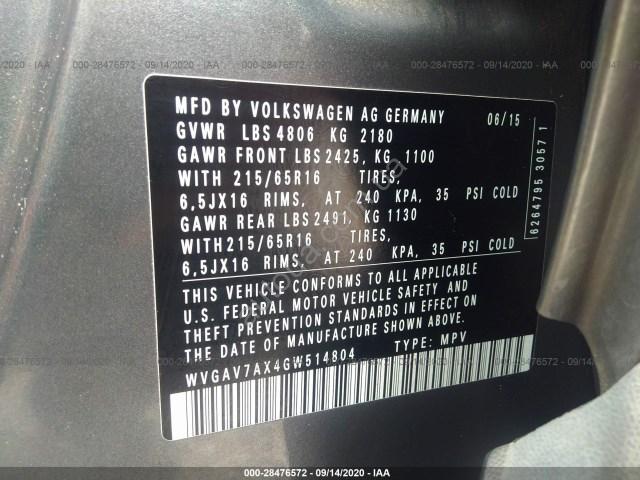 000-28476572 - 09/14/2020 - IAA
000-28476572 - 09/14/2020 - IAA
000-28476572 - 09/14/2020 - IAA
MFD BY VOLKSWAGEN AG GERMANY 06/15
GVWR LBS 4806 KG 2180
GAWR FRONT LBS 2425, KG 1100
WITH 215/65R16 TIRES,
6,5JX16 RIMS, AT 240 KPA, 35 PSI COLD
GAWR REAR LBS 2491, KG 1130
WITH 215/65R16 TIRES,
6,5JX16 RIMS, AT 240 KPA, 35 PSI COLD
THIS VEHICLE CONFORMS TO ALL APPLICABLE
U.S. FEDERAL MOTOR VEHICLE SAFETY AND
THEFT PREVENTION STANDARDS IN EFFECT ON
THE DATE OF MANUFACTURE SHOWN ABOVE.
WVGAV7AX4GW514804 TYPE: MPV
6264795 3057 1
000-28476572 - 09/14/2020 - IAA